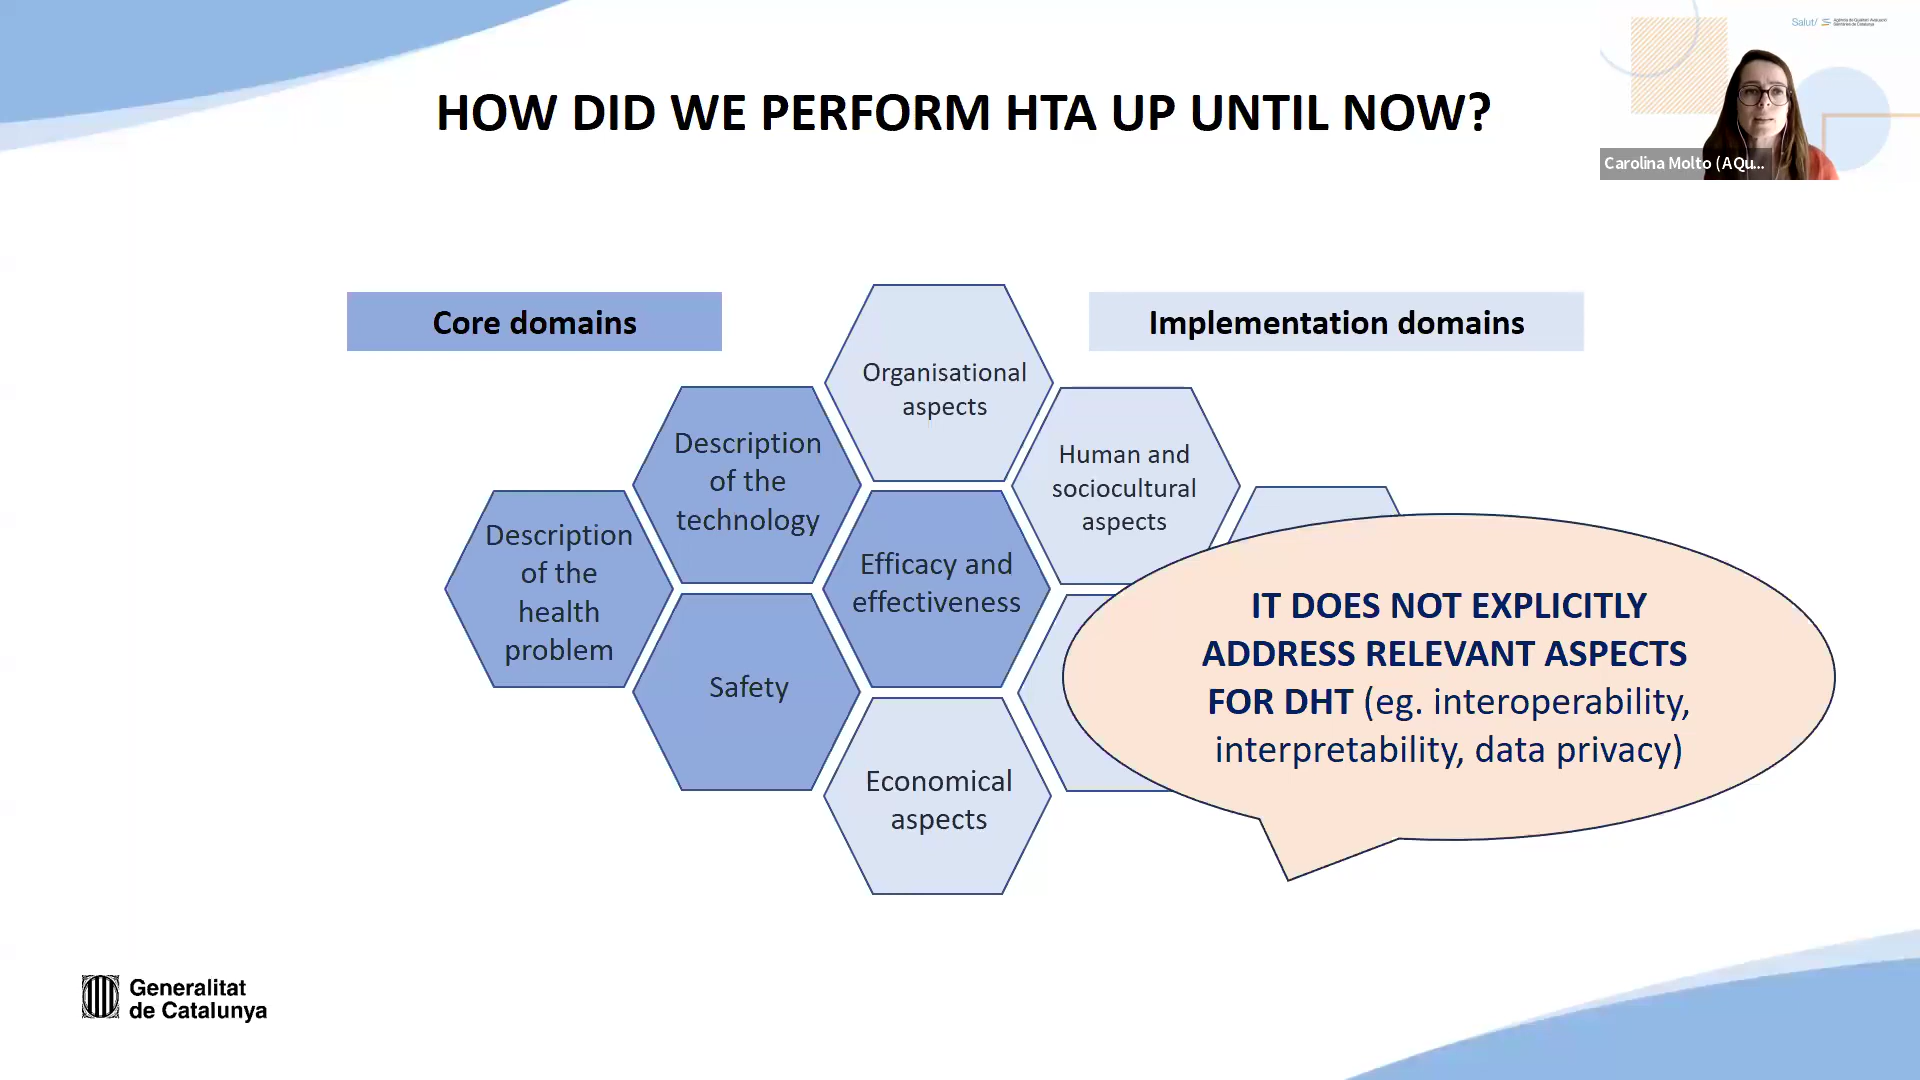 HOW DID WE PERFORM HTA UP UNTIL NOW?
Salut/
Carolina Molto (AQu...
Core domains
Implementation domains
Organisational
aspects
Description
of the
technology
Human and
sociocultural
aspects
Description
of the
health
problem
Efficacy and
effectiveness
Safety
Economical
aspects
IT DOES NOT EXPLICITLY
ADDRESS RELEVANT ASPECTS
FOR DHT (eg. interoperability,
interpretability, data privacy)
Generalitat
de Catalunya